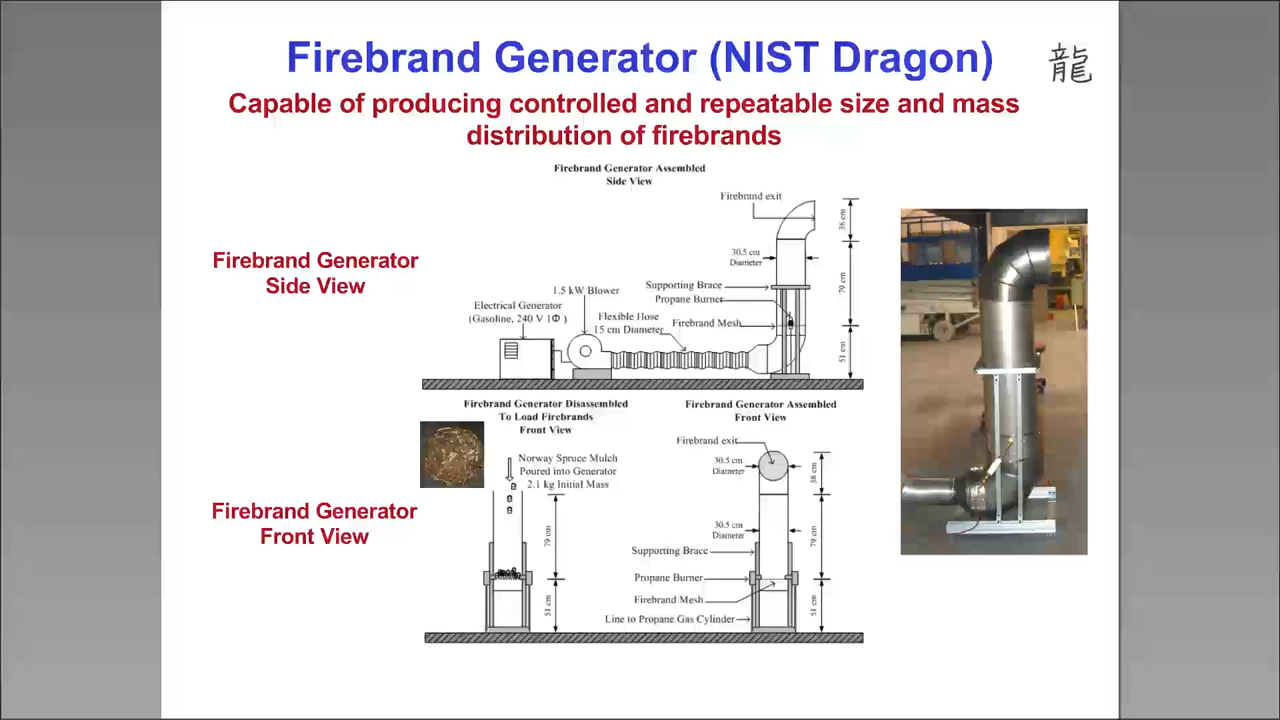 Firebrand Generator (NIST Dragon)
龍
Capable of producing controlled and repeatable size and mass
distribution of firebrands
Firebrand Generator Assembled
Side View
Firebrand exit
38 cm
30.5 cm
Diameter
79 cm
Firebrand Generator
Side View
Supporting Brace
1.5 kW Blower
Propane Burner
Electrical Generator
(Gasoline, 240 V 1Φ )
Flexible Hose
15 cm Diameter
Firebrand Mesh
51 cm
Firebrand Generator Disassembled
To Load Firebrands
Front View
Firebrand Generator Assembled
Front View
Firebrand exit
Norway Spruce Mulch
Poured into Generator
2.1 kg Initial Mass
30.5 cm
Diameter
38 cm
Firebrand Generator
Front View
79 cm
30.5 cm
Diameter
79 cm
Supporting Brace
Propane Burner
Firebrand Mesh
51 cm
51 cm
Line to Propane Gas Cylinder